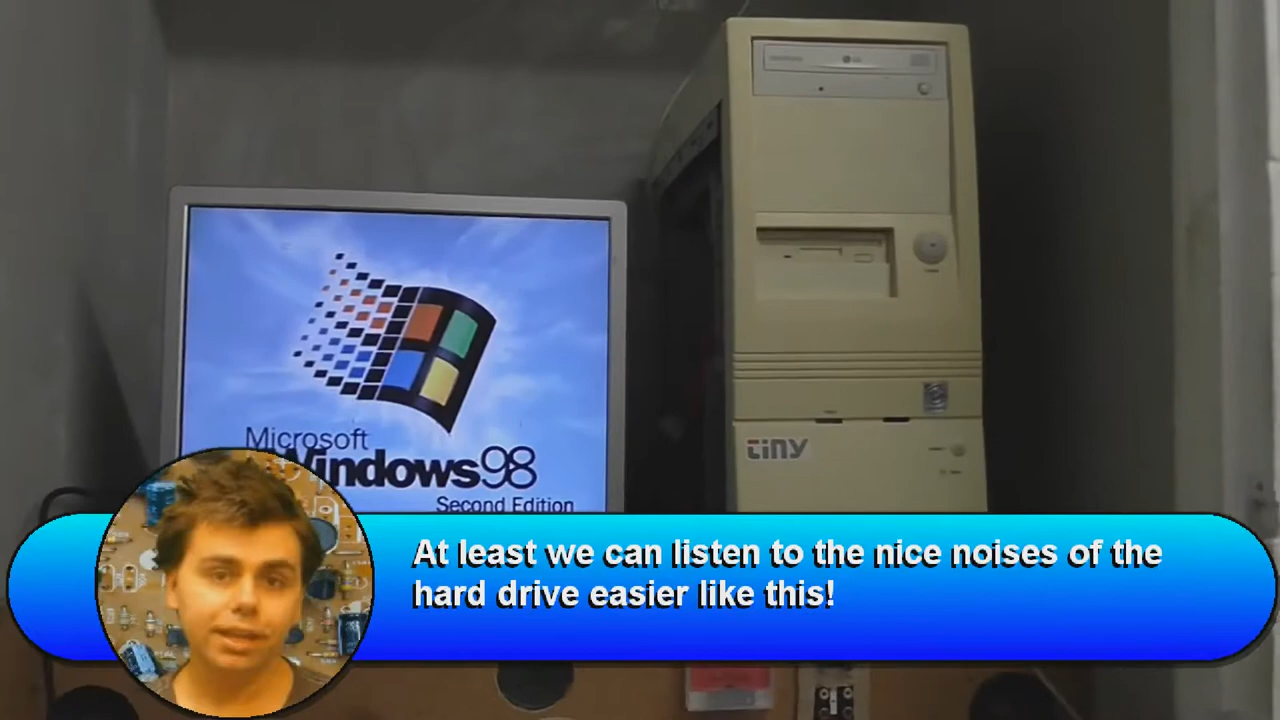 LG
Microsoft
Windows98
Second Edition
tiny
At least we can listen to the nice noises of the
hard drive easier like this!